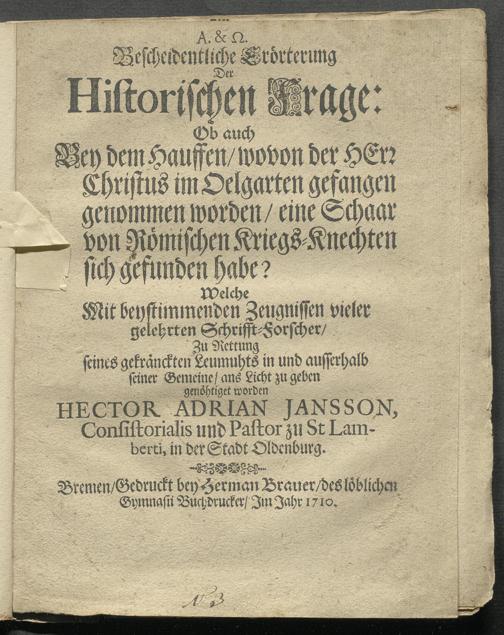 A. & Ω.
Bescheidentliche Erörterung
Der
Historischen Frage:
Ob auch
Bey dem Hauffen/ wovon der HErr
Christus im Oelgarten gefangen
genommen worden/ eine Schaar
von Römischen Kriegs-Knechten
sich gefunden habe?
Welche
Mit beystimmenden Zeugnissen vieler
gelehrten Schrifft-Forscher/
Zu Rettung
seines gekränckten Leumuhts in und ausserhalb
seiner Gemeine/ ans Licht zu geben
genöhtiget worden
HECTOR ADRIAN JANSSON,
Consistorialis und Pastor zu St Lam-
berti, in der Stadt Oldenburg.
Bremen/ Gedruckt bey Herman Brauer/ des löblichen
Gymnasii Buchdrucker/ Im Jahr 1710.